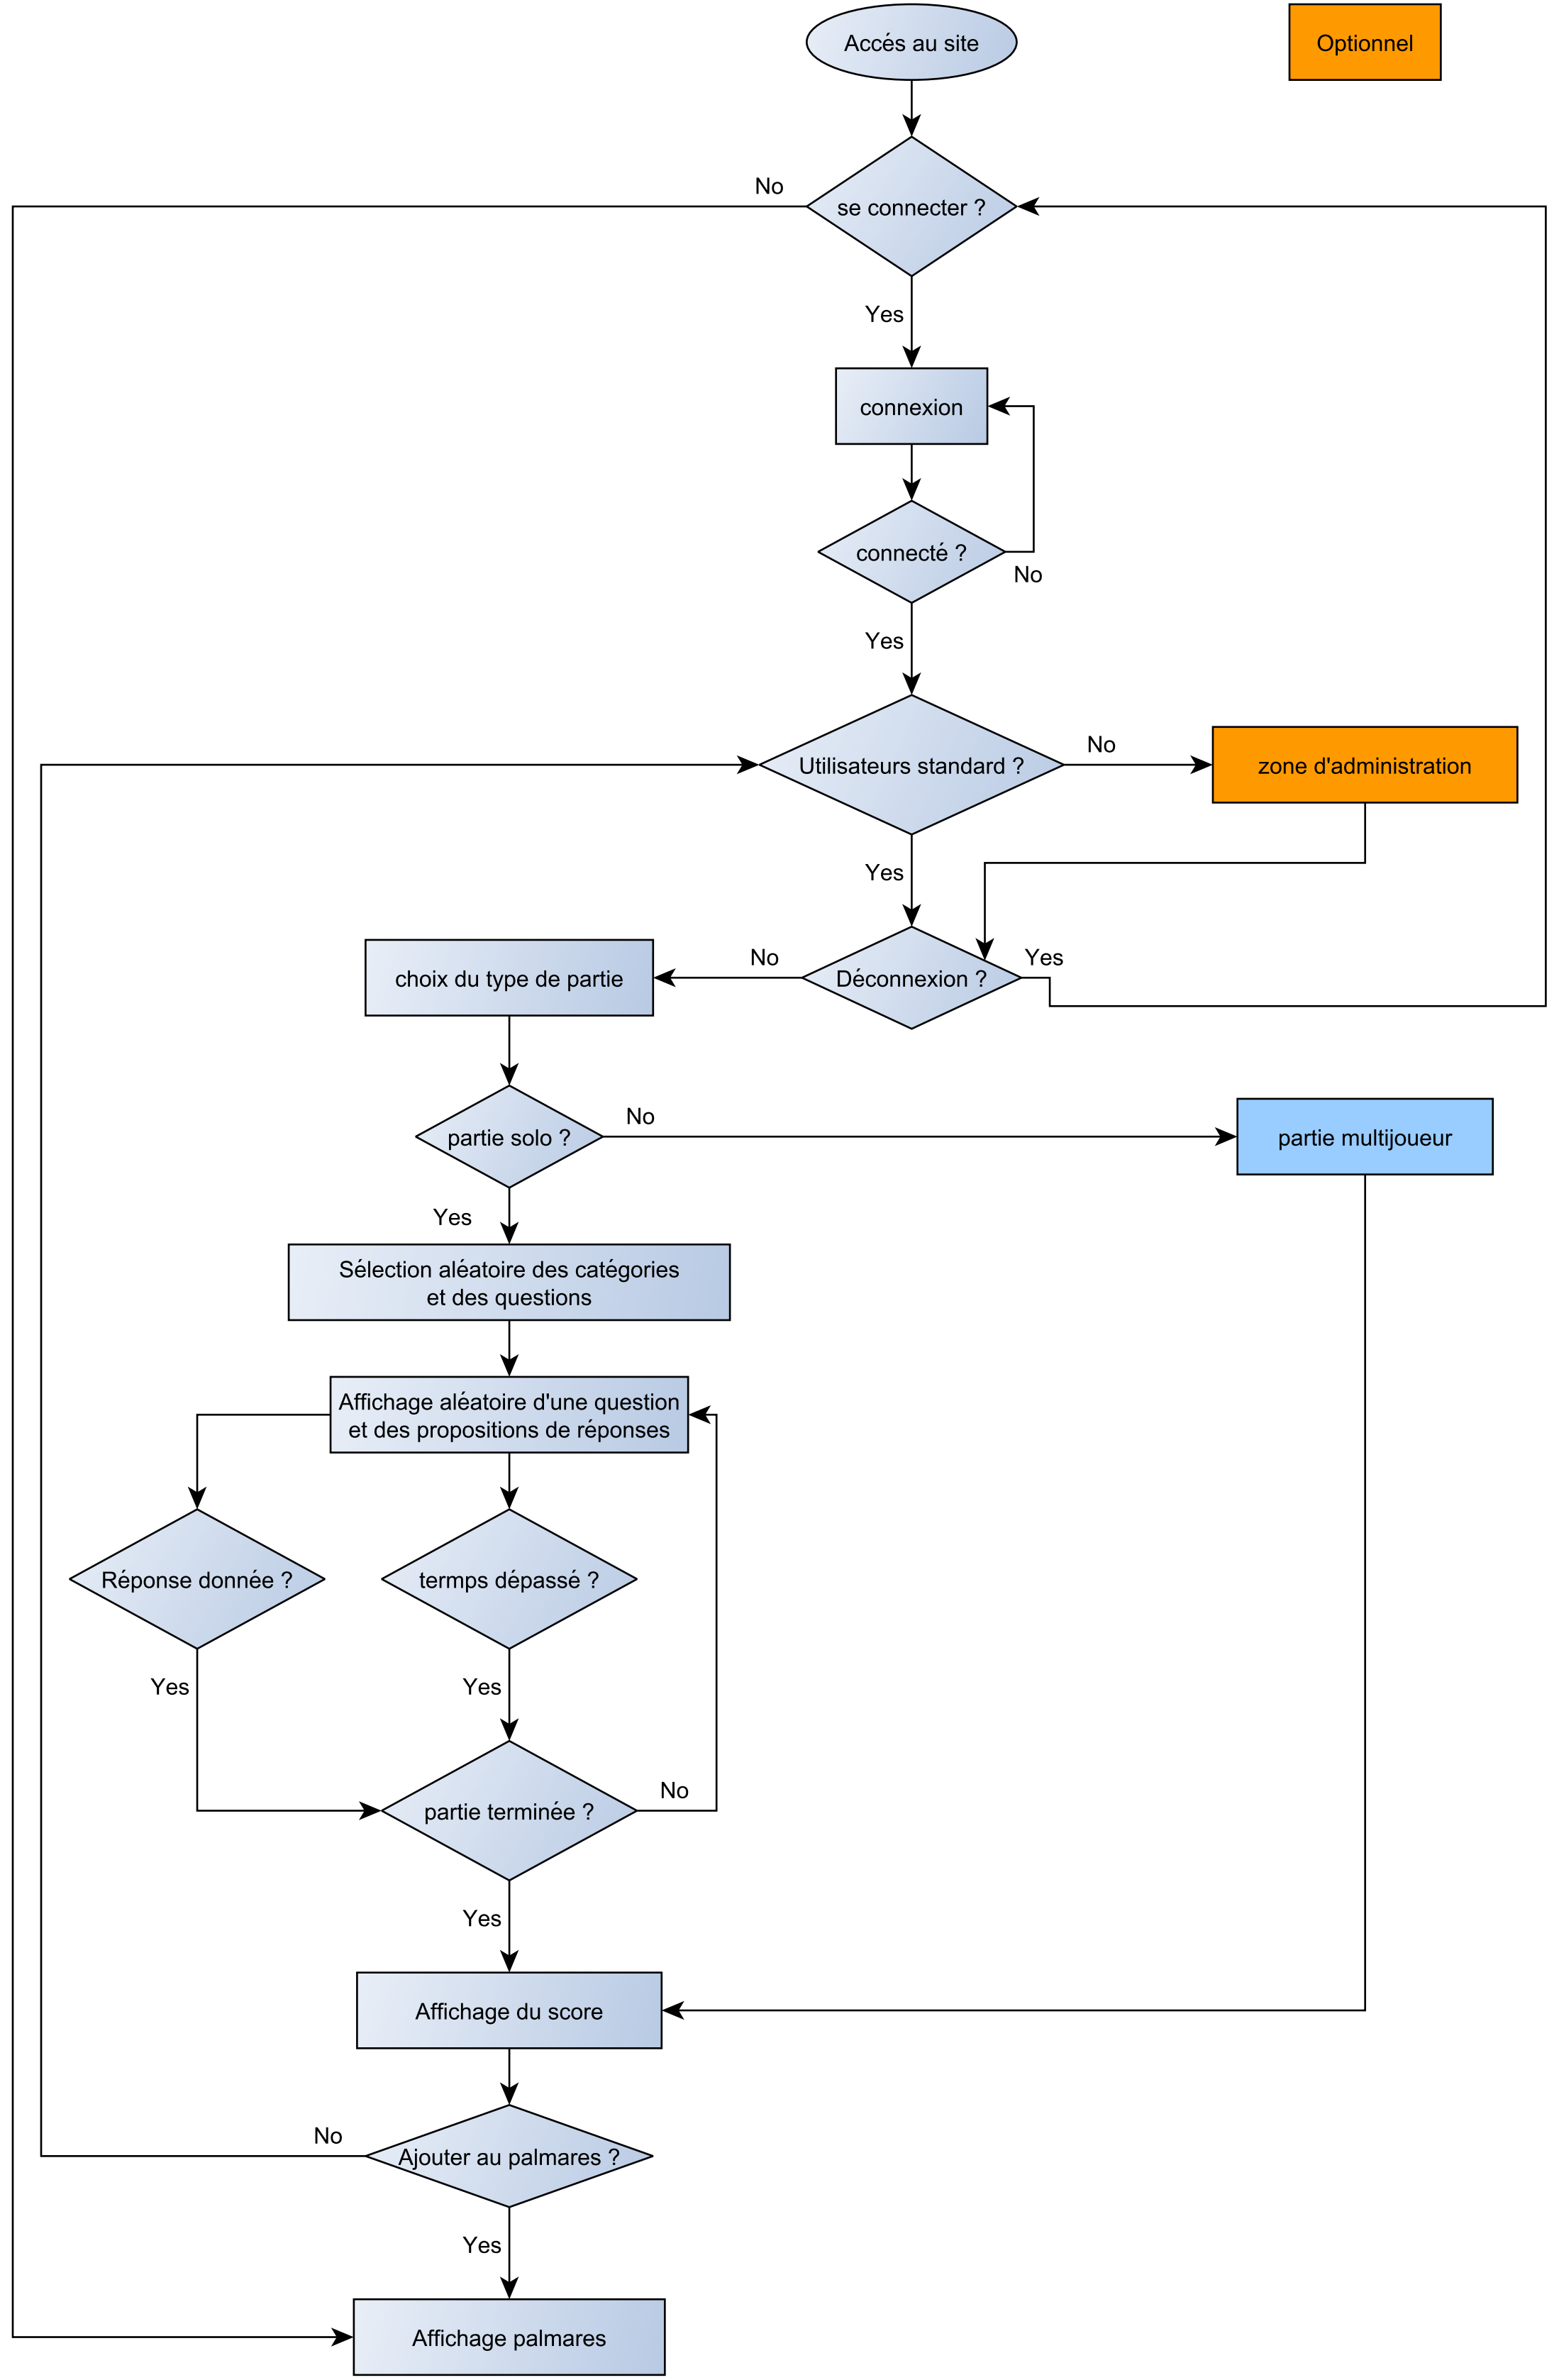 Accés au site
Optionnel
No
se connecter ?
Yes
connexion
connecté ?
No
Yes
Utilisateurs standard ?
No
zone d'administration
Yes
choix du type de partie
No
Déconnexion ?
Yes
partie solo ?
No
partie multijoueur
Yes
Sélection aléatoire des catégories
et des questions
Affichage aléatoire d'une question
et des propositions de réponses
Réponse donnée ?
termps dépassé ?
Yes
Yes
partie terminée ?
No
Yes
Affichage du score
No
Ajouter au palmares ?
Yes
Affichage palmares